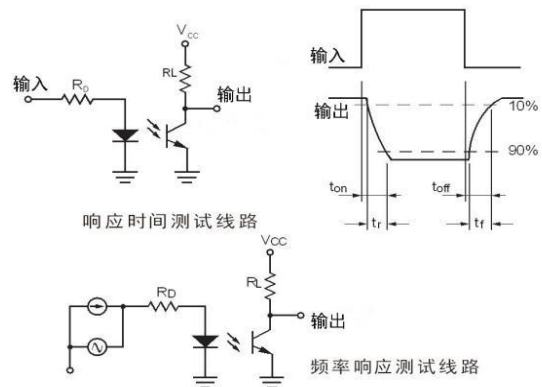 Vcc
RL
输入
RD
输出
响应时间测试线路
输入
输出
10%
90%
ton
toff
tr
tf
VCC
RL
RD
输出
频率响应测试线路